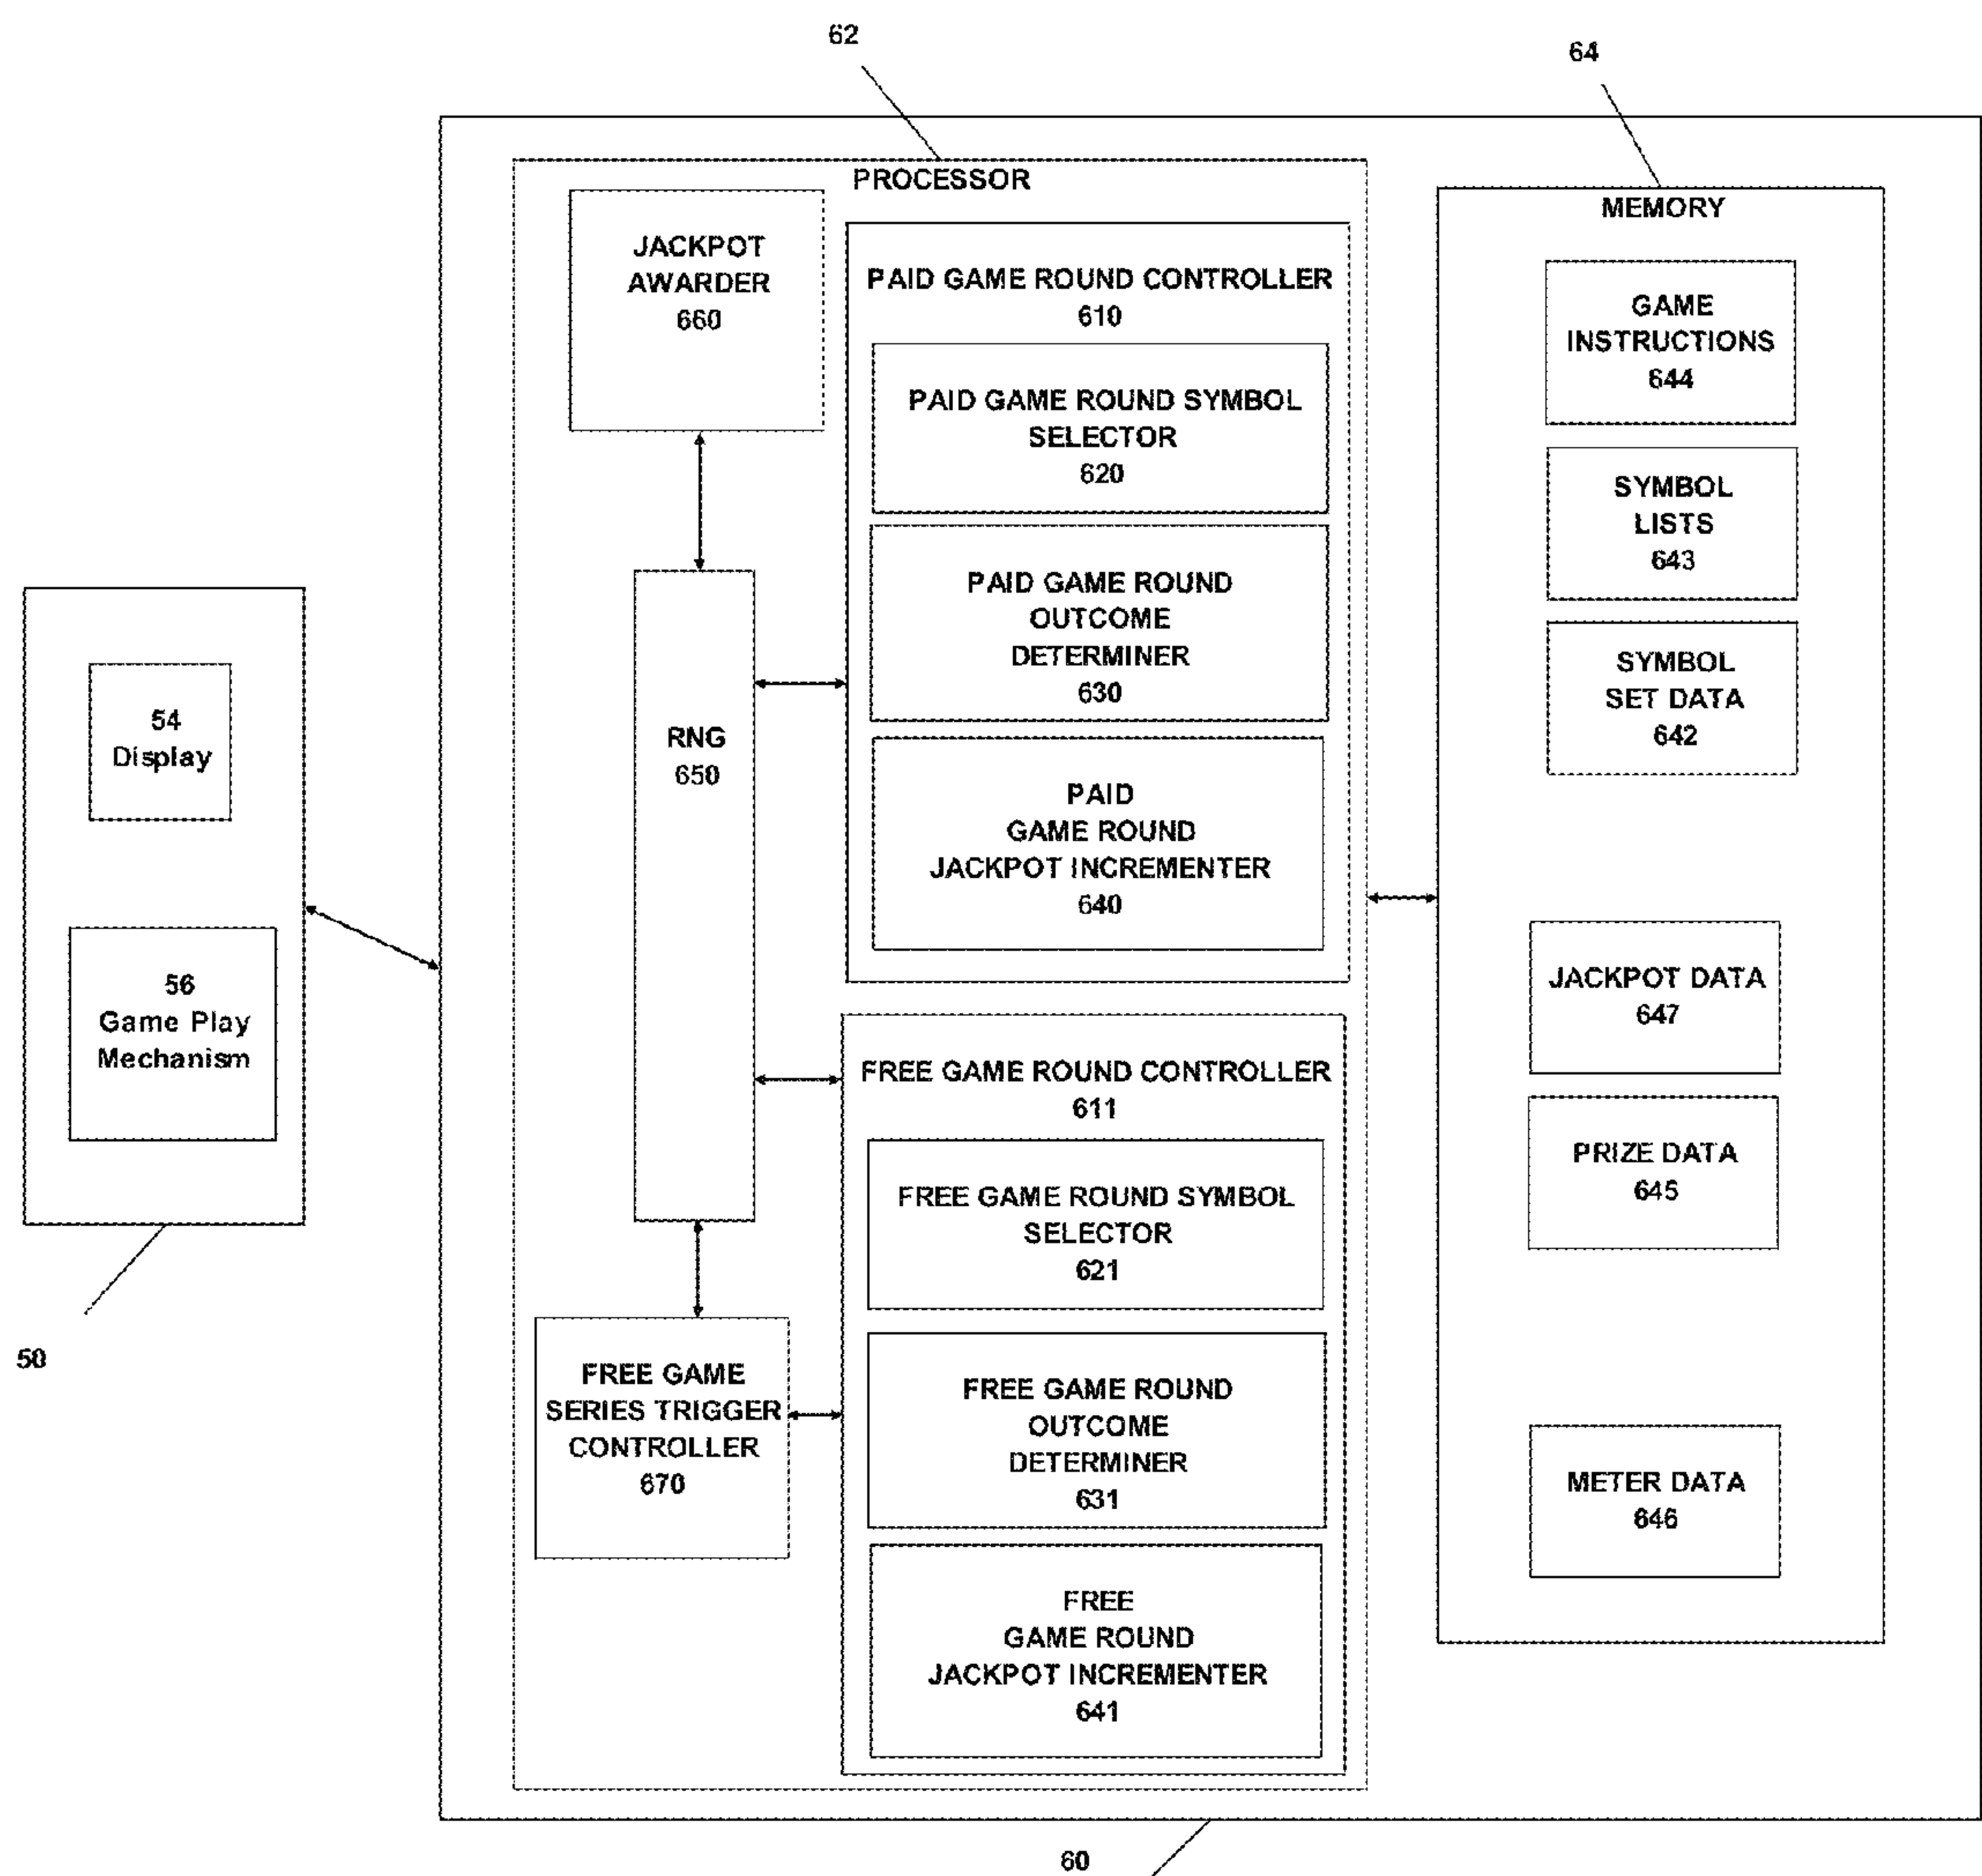 62
64
PROCESSOR
MEMORY
JACKPOT
AWARDER
660
PAID GAME ROUND CONTROLLER
610
PAID GAME ROUND SYMBOL
SELECTOR
620
PAID GAME ROUND
OUTCOME
DETERMINER
630
PAID
GAME ROUND
JACKPOT INCREMENTER
640
RNG
650
FREE GAME ROUND CONTROLLER
611
FREE GAME ROUND SYMBOL
SELECTOR
621
FREE GAME ROUND
OUTCOME
DETERMINER
631
FREE
GAME ROUND
JACKPOT INCREMENTER
641
FREE GAME
SERIES TRIGGER
CONTROLLER
670
GAME
INSTRUCTIONS
644
SYMBOL
LISTS
643
SYMBOL
SET DATA
642
JACKPOT DATA
647
PRIZE DATA
645
METER DATA
646
54
Display
56
Game Play
Mechanism
50
60